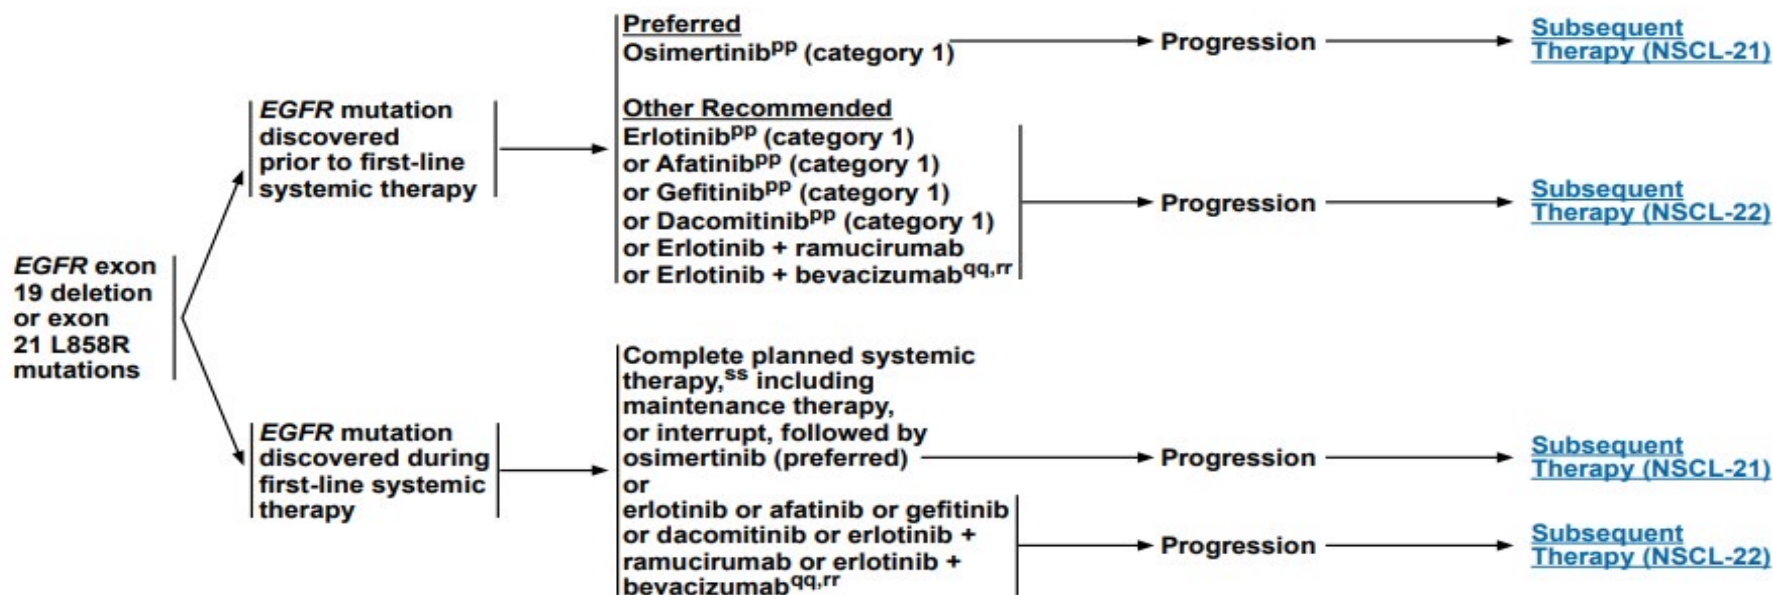 EGFR exon
19 deletion
or exon
21 L858R
mutations
EGFR mutation
discovered
prior to first-line
systemic therapy
Preferred
Osimertinibpp (category 1)
Progression
Subsequent
Therapy (NSCL-21)
Other Recommended
Erlotinibpp (category 1)
or Afatinibpp (category 1)
or Gefitinibpp (category 1)
or Dacomitinibpp (category 1)
or Erlotinib + ramucirumab
or Erlotinib + bevacizumabqq,rr
Progression
Subsequent
Therapy (NSCL-22)
EGFR mutation
discovered during
first-line systemic
therapy
Complete planned systemic
therapy,ss including
maintenance therapy,
or interrupt, followed by
osimertinib (preferred)
Progression
Subsequent
Therapy (NSCL-21)
or
erlotinib or afatinib or gefitinib
or dacomitinib or erlotinib +
ramucirumab or erlotinib +
bevacizumabqq,rr
Progression
Subsequent
Therapy (NSCL-22)